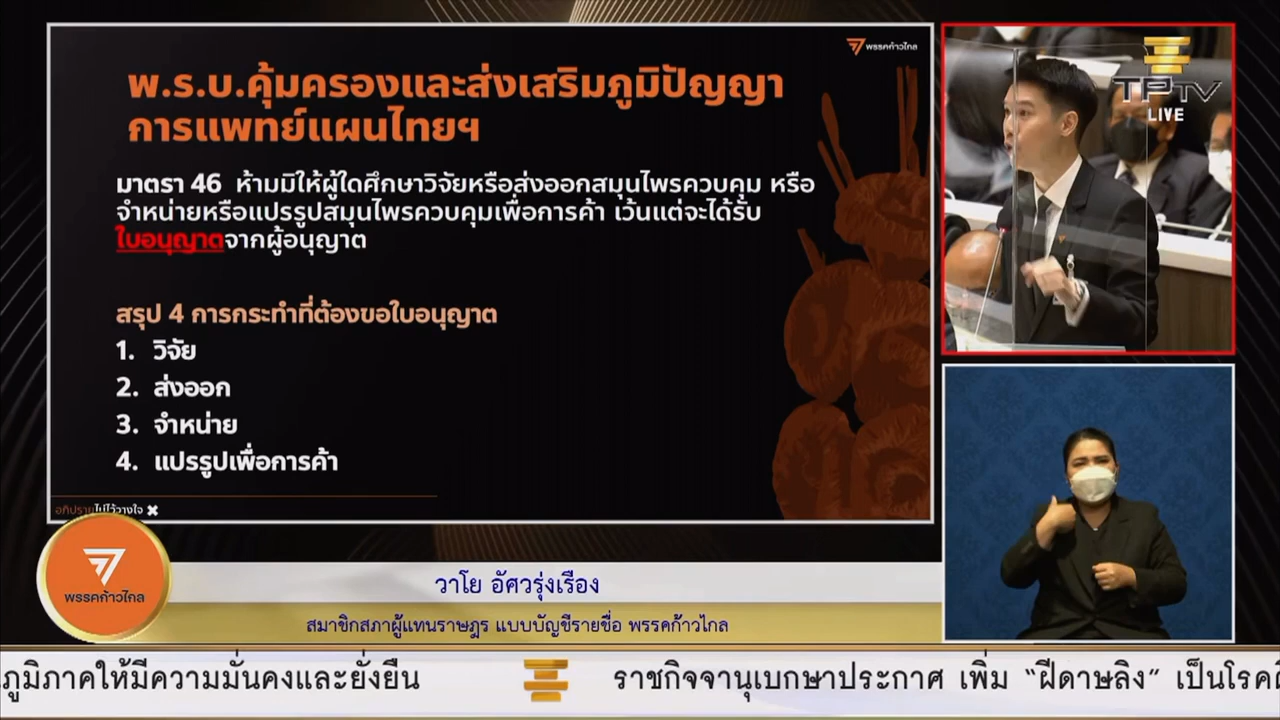 พรรคก้าวไกล
พ.ร.บ.คุ้มครองและส่งเสริมภูมิปัญญา
การแพทย์แผนไทยฯ
มาตรา 46 ห้ามมิให้ผู้ใดศึกษาวิจัยหรือส่งออกสมุนไพรควบคุม หรือ
จำหน่ายหรือแปรรูปสมุนไพรควบคุมเพื่อการค้า เว้นแต่จะได้รับ
ใบอนุญาตจากผู้อนุญาต
สรุป 4 การกระทำที่ต้องขอใบอนุญาต
1. วิจัย
2. ส่งออก
3. จำหน่าย
4. แปรรูปเพื่อการค้า
อภิปรายไม่ไว้วางใจ
TPTV
LIVE
พรรคก้าวไกล
วาโย อัศวรุ่งเรือง
สมาชิกสภาผู้แทนราษฎร แบบบัญชีรายชื่อ พรรคก้าวไกล
ภูมิภาคให้มีความมั่นคงและยั่งยืน ราชกิจจานุเบกษาประกาศ เพิ่ม “ฝีดาษลิง” เป็นโรค